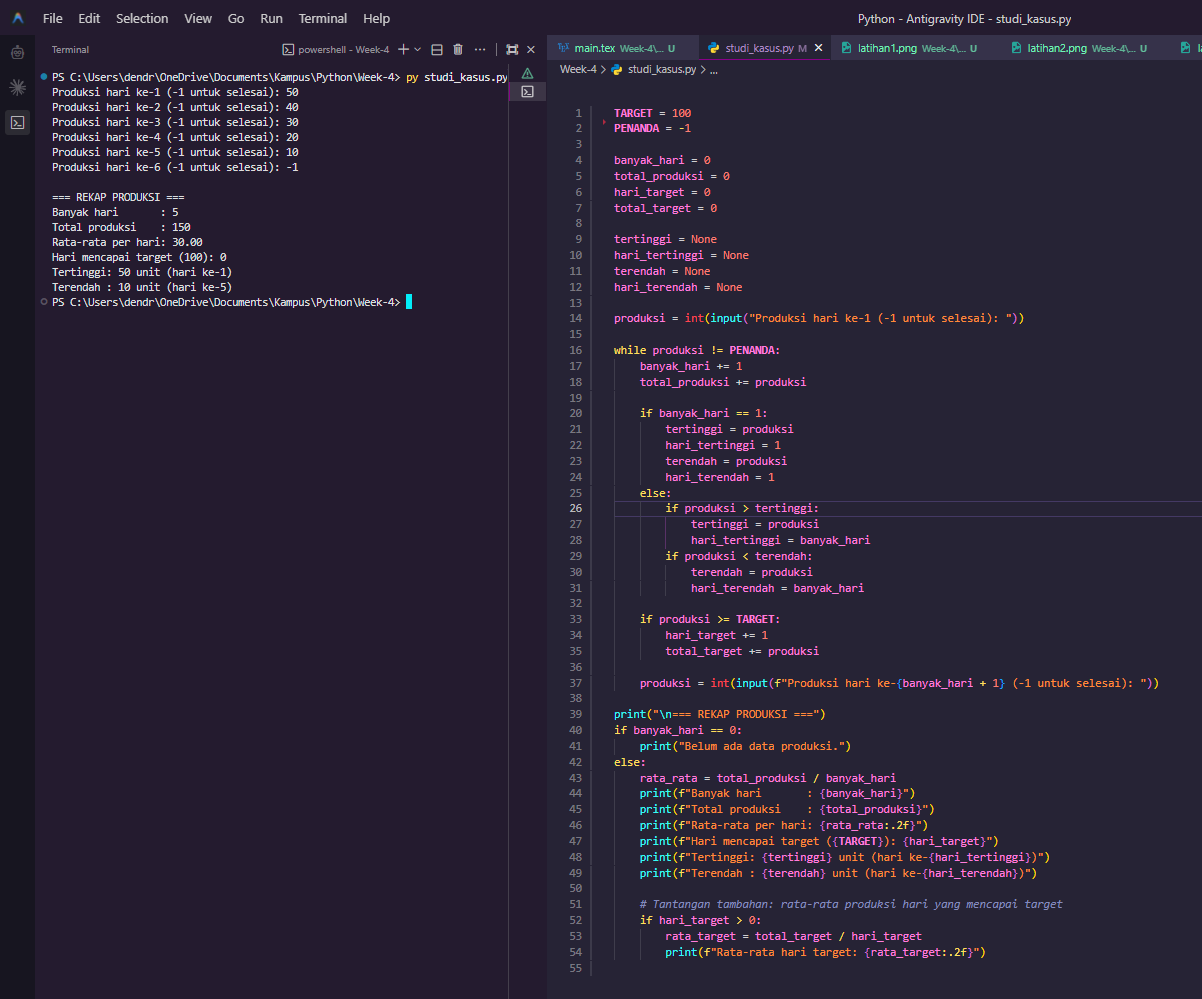 File Edit Selection View Go Run Terminal Help
Python - Antigravity IDE - studi_kasus.py
Terminal
powershell - Week-4
PS C:\Users\dendr\OneDrive\Documents\Kampus\Python\Week-4> py studi_kasus.py
Produksi hari ke-1 (-1 untuk selesai): 50
Produksi hari ke-2 (-1 untuk selesai): 40
Produksi hari ke-3 (-1 untuk selesai): 30
Produksi hari ke-4 (-1 untuk selesai): 20
Produksi hari ke-5 (-1 untuk selesai): 10
Produksi hari ke-6 (-1 untuk selesai): -1
=== REKAP PRODUKSI ===
Banyak hari      : 5
Total produksi   : 150
Rata-rata per hari: 30.00
Hari mencapai target (100): 0
Tertinggi: 50 unit (hari ke-1)
Terendah : 10 unit (hari ke-5)
PS C:\Users\dendr\OneDrive\Documents\Kampus\Python\Week-4>
main.tex Week-4\... U
studi_kasus.py M
latihan1.png Week-4\... U
latihan2.png Week-4\... U
Week-4 > studi_kasus.py > ...
1 TARGET = 100
2 PENANDA = -1
3
4 banyak_hari = 0
5 total_produksi = 0
6 hari_target = 0
7 total_target = 0
8
9 tertinggi = None
10 hari_tertinggi = None
11 terendah = None
12 hari_terendah = None
13
14 produksi = int(input("Produksi hari ke-1 (-1 untuk selesai): "))
15
16 while produksi != PENANDA:
17     banyak_hari += 1
18     total_produksi += produksi
19
20     if banyak_hari == 1:
21         tertinggi = produksi
22         hari_tertinggi = 1
23         terendah = produksi
24         hari_terendah = 1
25     else:
26         if produksi > tertinggi:
27             tertinggi = produksi
28             hari_tertinggi = banyak_hari
29         if produksi < terendah:
30             terendah = produksi
31             hari_terendah = banyak_hari
32
33     if produksi >= TARGET:
34         hari_target += 1
35         total_target += produksi
36
37     produksi = int(input(f"Produksi hari ke-{banyak_hari + 1} (-1 untuk selesai): "))
38
39 print("\n=== REKAP PRODUKSI ===")
40 if banyak_hari == 0:
41     print("Belum ada data produksi.")
42 else:
43     rata_rata = total_produksi / banyak_hari
44     print(f"Banyak hari       : {banyak_hari}")
45     print(f"Total produksi    : {total_produksi}")
46     print(f"Rata-rata per hari: {rata_rata:.2f}")
47     print(f"Hari mencapai target ({TARGET}): {hari_target}")
48     print(f"Tertinggi: {tertinggi} unit (hari ke-{hari_tertinggi})")
49     print(f"Terendah : {terendah} unit (hari ke-{hari_terendah})")
50
51     # Tantangan tambahan: rata-rata produksi hari yang mencapai target
52     if hari_target > 0:
53         rata_target = total_target / hari_target
54         print(f"Rata-rata hari target: {rata_target:.2f}")
55